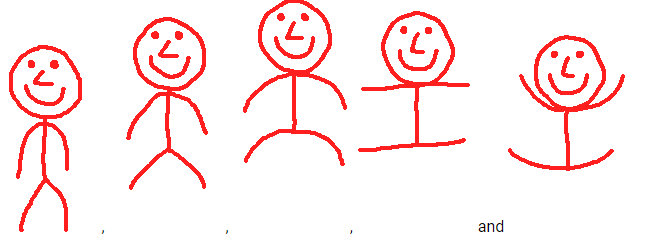 , , , and